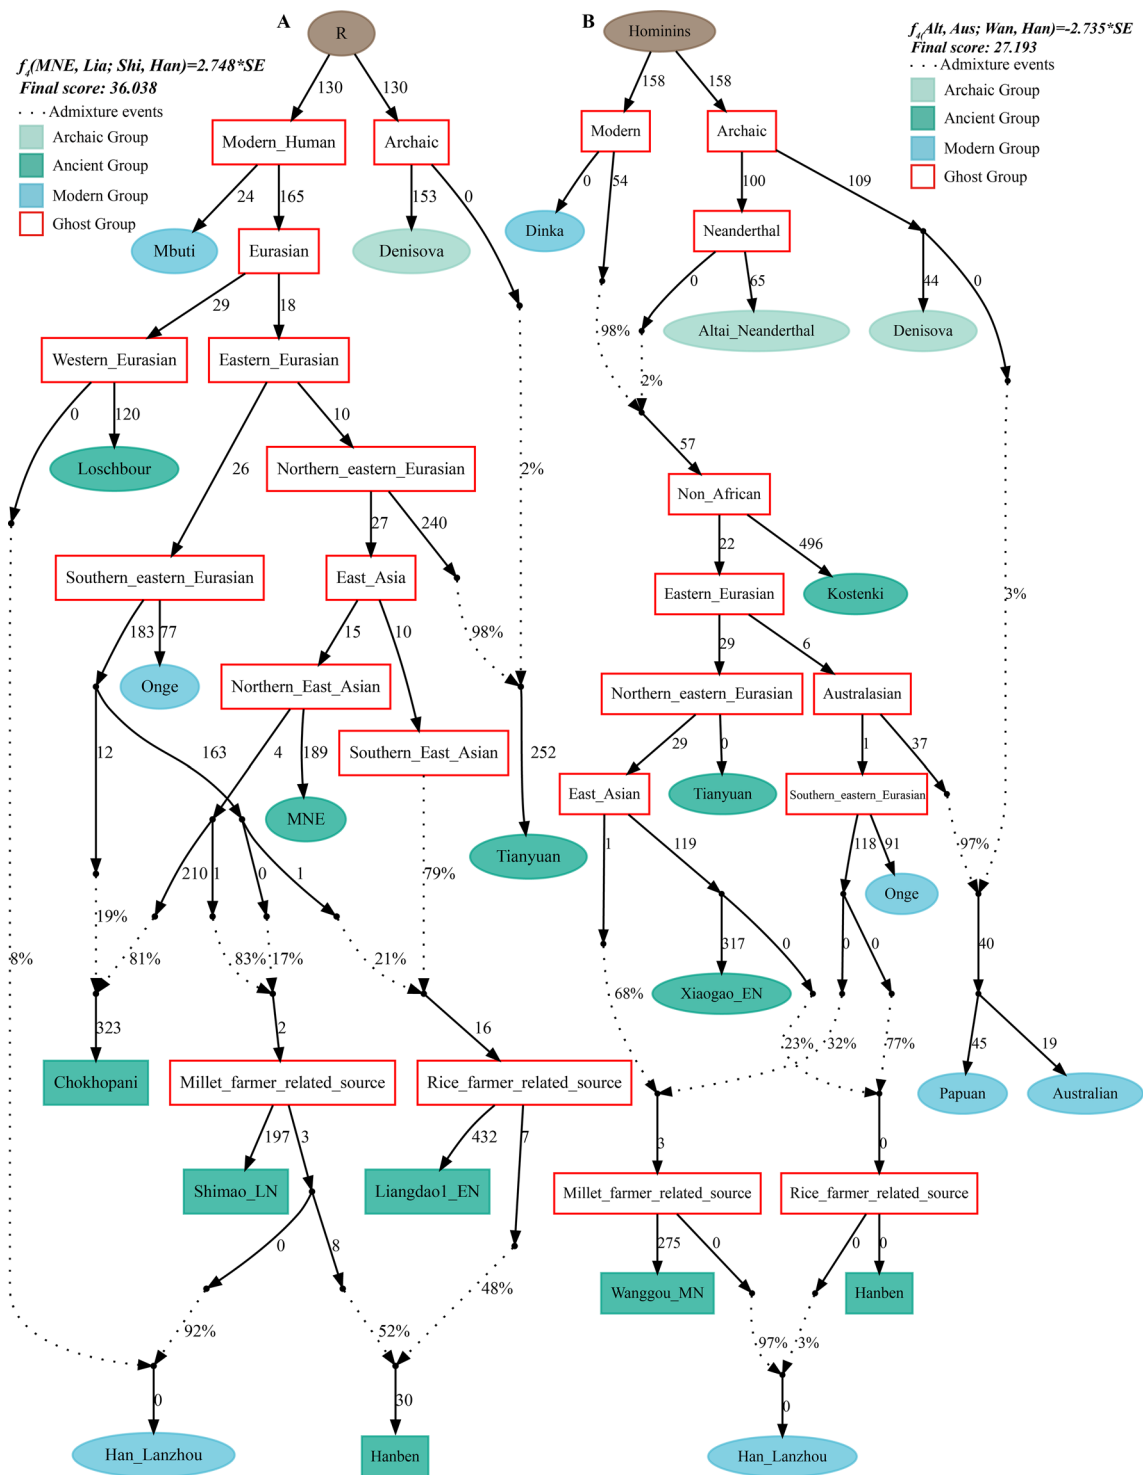 A
R
f4(MNE, Lia; Shi, Han)=2.748*SE
Final score: 36.038
Admixture events
Archaic Group
Ancient Group
Modern Group
Ghost Group
130
130
Modern_Human
Archaic
24
165
153
0
Mbuti
Eurasian
Denisova
29
18
Western_Eurasian
Eastern_Eurasian
0
120
10
Loschbour
26
Northern_eastern_Eurasian
2%
27
240
Southern_eastern_Eurasian
East_Asia
183
77
15
10
98%
Onge
Northern_East_Asian
12
163
4
189
Southern_East_Asian
252
MNE
Tianyuan
210
1
0
1
79%
19%
8%
81%
83%
17%
21%
323
2
16
Chokhopani
Millet_farmer_related_source
Rice_farmer_related_source
197
3
432
7
Shimao_LN
Liangdao1_EN
0
8
48%
92%
52%
0
30
Han_Lanzhou
Hanben
B
Hominins
f4(Alt, Aus; Wan, Han)=-2.735*SE
Final score: 27.193
Admixture events
Archaic Group
Ancient Group
Modern Group
Ghost Group
158
158
Modern
Archaic
0
54
100
109
Dinka
Neanderthal
0
65
44
0
98%
Altai_Neanderthal
Denisova
2%
57
Non_African
22
496
Eastern_Eurasian
Kostenki
3%
29
6
Northern_eastern_Eurasian
Australasian
29
0
1
37
East_Asian
Tianyuan
Southern_eastern_Eurasian
1
119
118
91
97%
Onge
317
0
0
0
40
68%
Xiaogao_EN
23%
32%
77%
45
19
Papuan
Australian
3
0
Millet_farmer_related_source
Rice_farmer_related_source
275
0
0
0
Wanggou_MN
Hanben
97%
3%
0
Han_Lanzhou